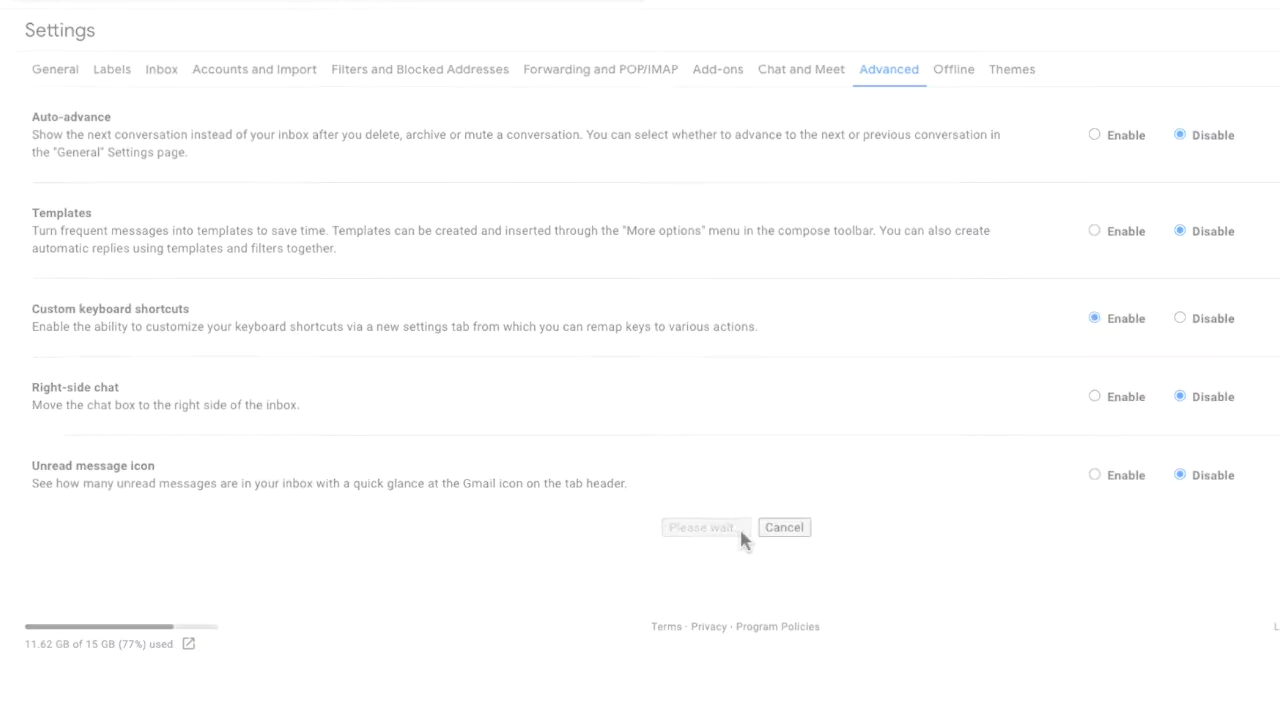 Settings
General Labels Inbox Accounts and Import Filters and Blocked Addresses Forwarding and POP/IMAP Add-ons Chat and Meet Advanced Offline Themes
Auto-advance
Show the next conversation instead of your inbox after you delete, archive or mute a conversation. You can select whether to advance to the next or previous conversation in
the "General" Settings page.
Enable Disable
Templates
Turn frequent messages into templates to save time. Templates can be created and inserted through the "More options" menu in the compose toolbar. You can also create
automatic replies using templates and filters together.
Enable Disable
Custom keyboard shortcuts
Enable the ability to customize your keyboard shortcuts via a new settings tab from which you can remap keys to various actions.
Enable Disable
Right-side chat
Move the chat box to the right side of the inbox.
Enable Disable
Unread message icon
See how many unread messages are in your inbox with a quick glance at the Gmail icon on the tab header.
Enable Disable
Please wait... Cancel
11.62 GB of 15 GB (77%) used
Terms · Privacy · Program Policies
L